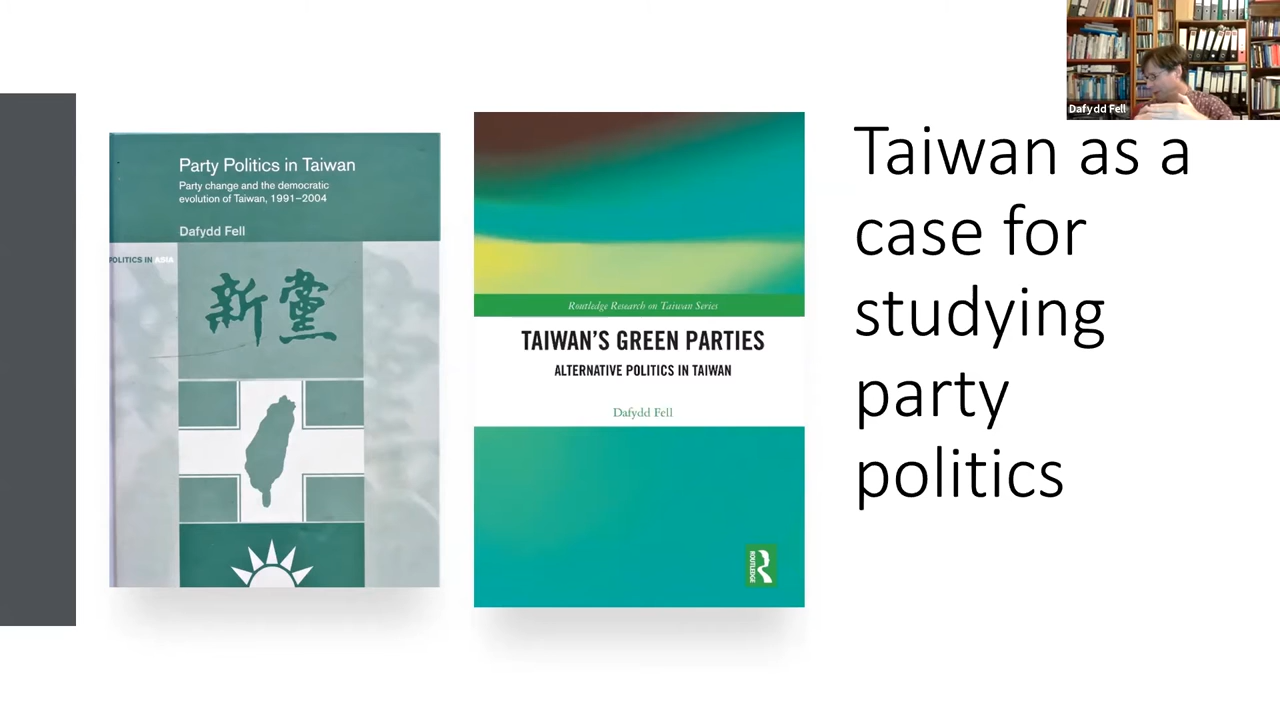 Dafydd Fell
Party Politics in Taiwan
Party change and the democratic
evolution of Taiwan, 1991–2004
Dafydd Fell
POLITICS IN ASIA
新黨
Routledge Research on Taiwan Series
TAIWAN'S GREEN PARTIES
ALTERNATIVE POLITICS IN TAIWAN
Dafydd Fell
ROUTLEDGE
Taiwan as a
case for
studying
party
politics